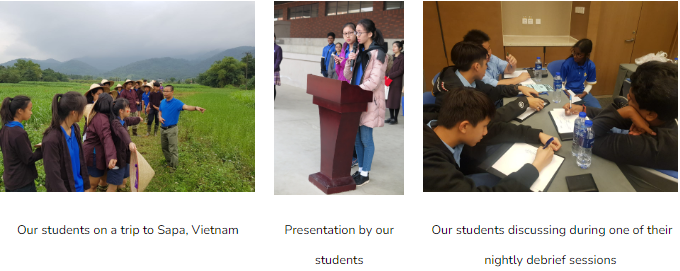 Our students on a trip to Sapa, Vietnam
Presentation by our
students
Our students discussing during one of their
nightly debrief sessions